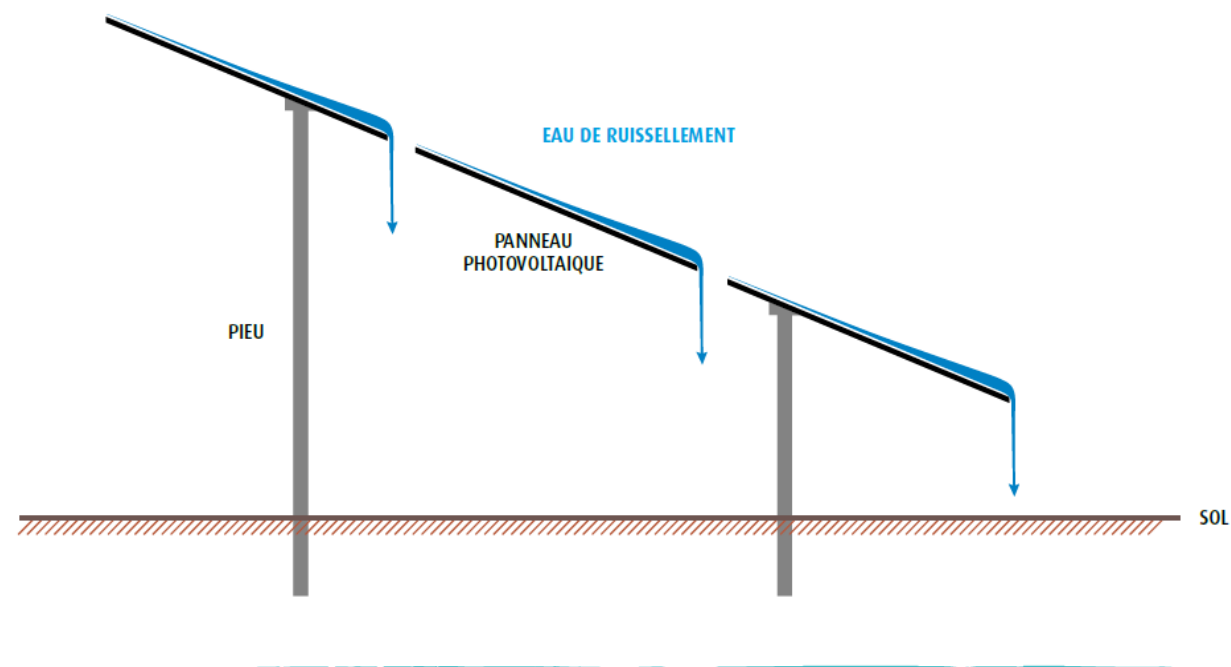 EAU DE RUISSELLEMENT
PANNEAU
PHOTOVOLTAIQUE
PIEU
SOL